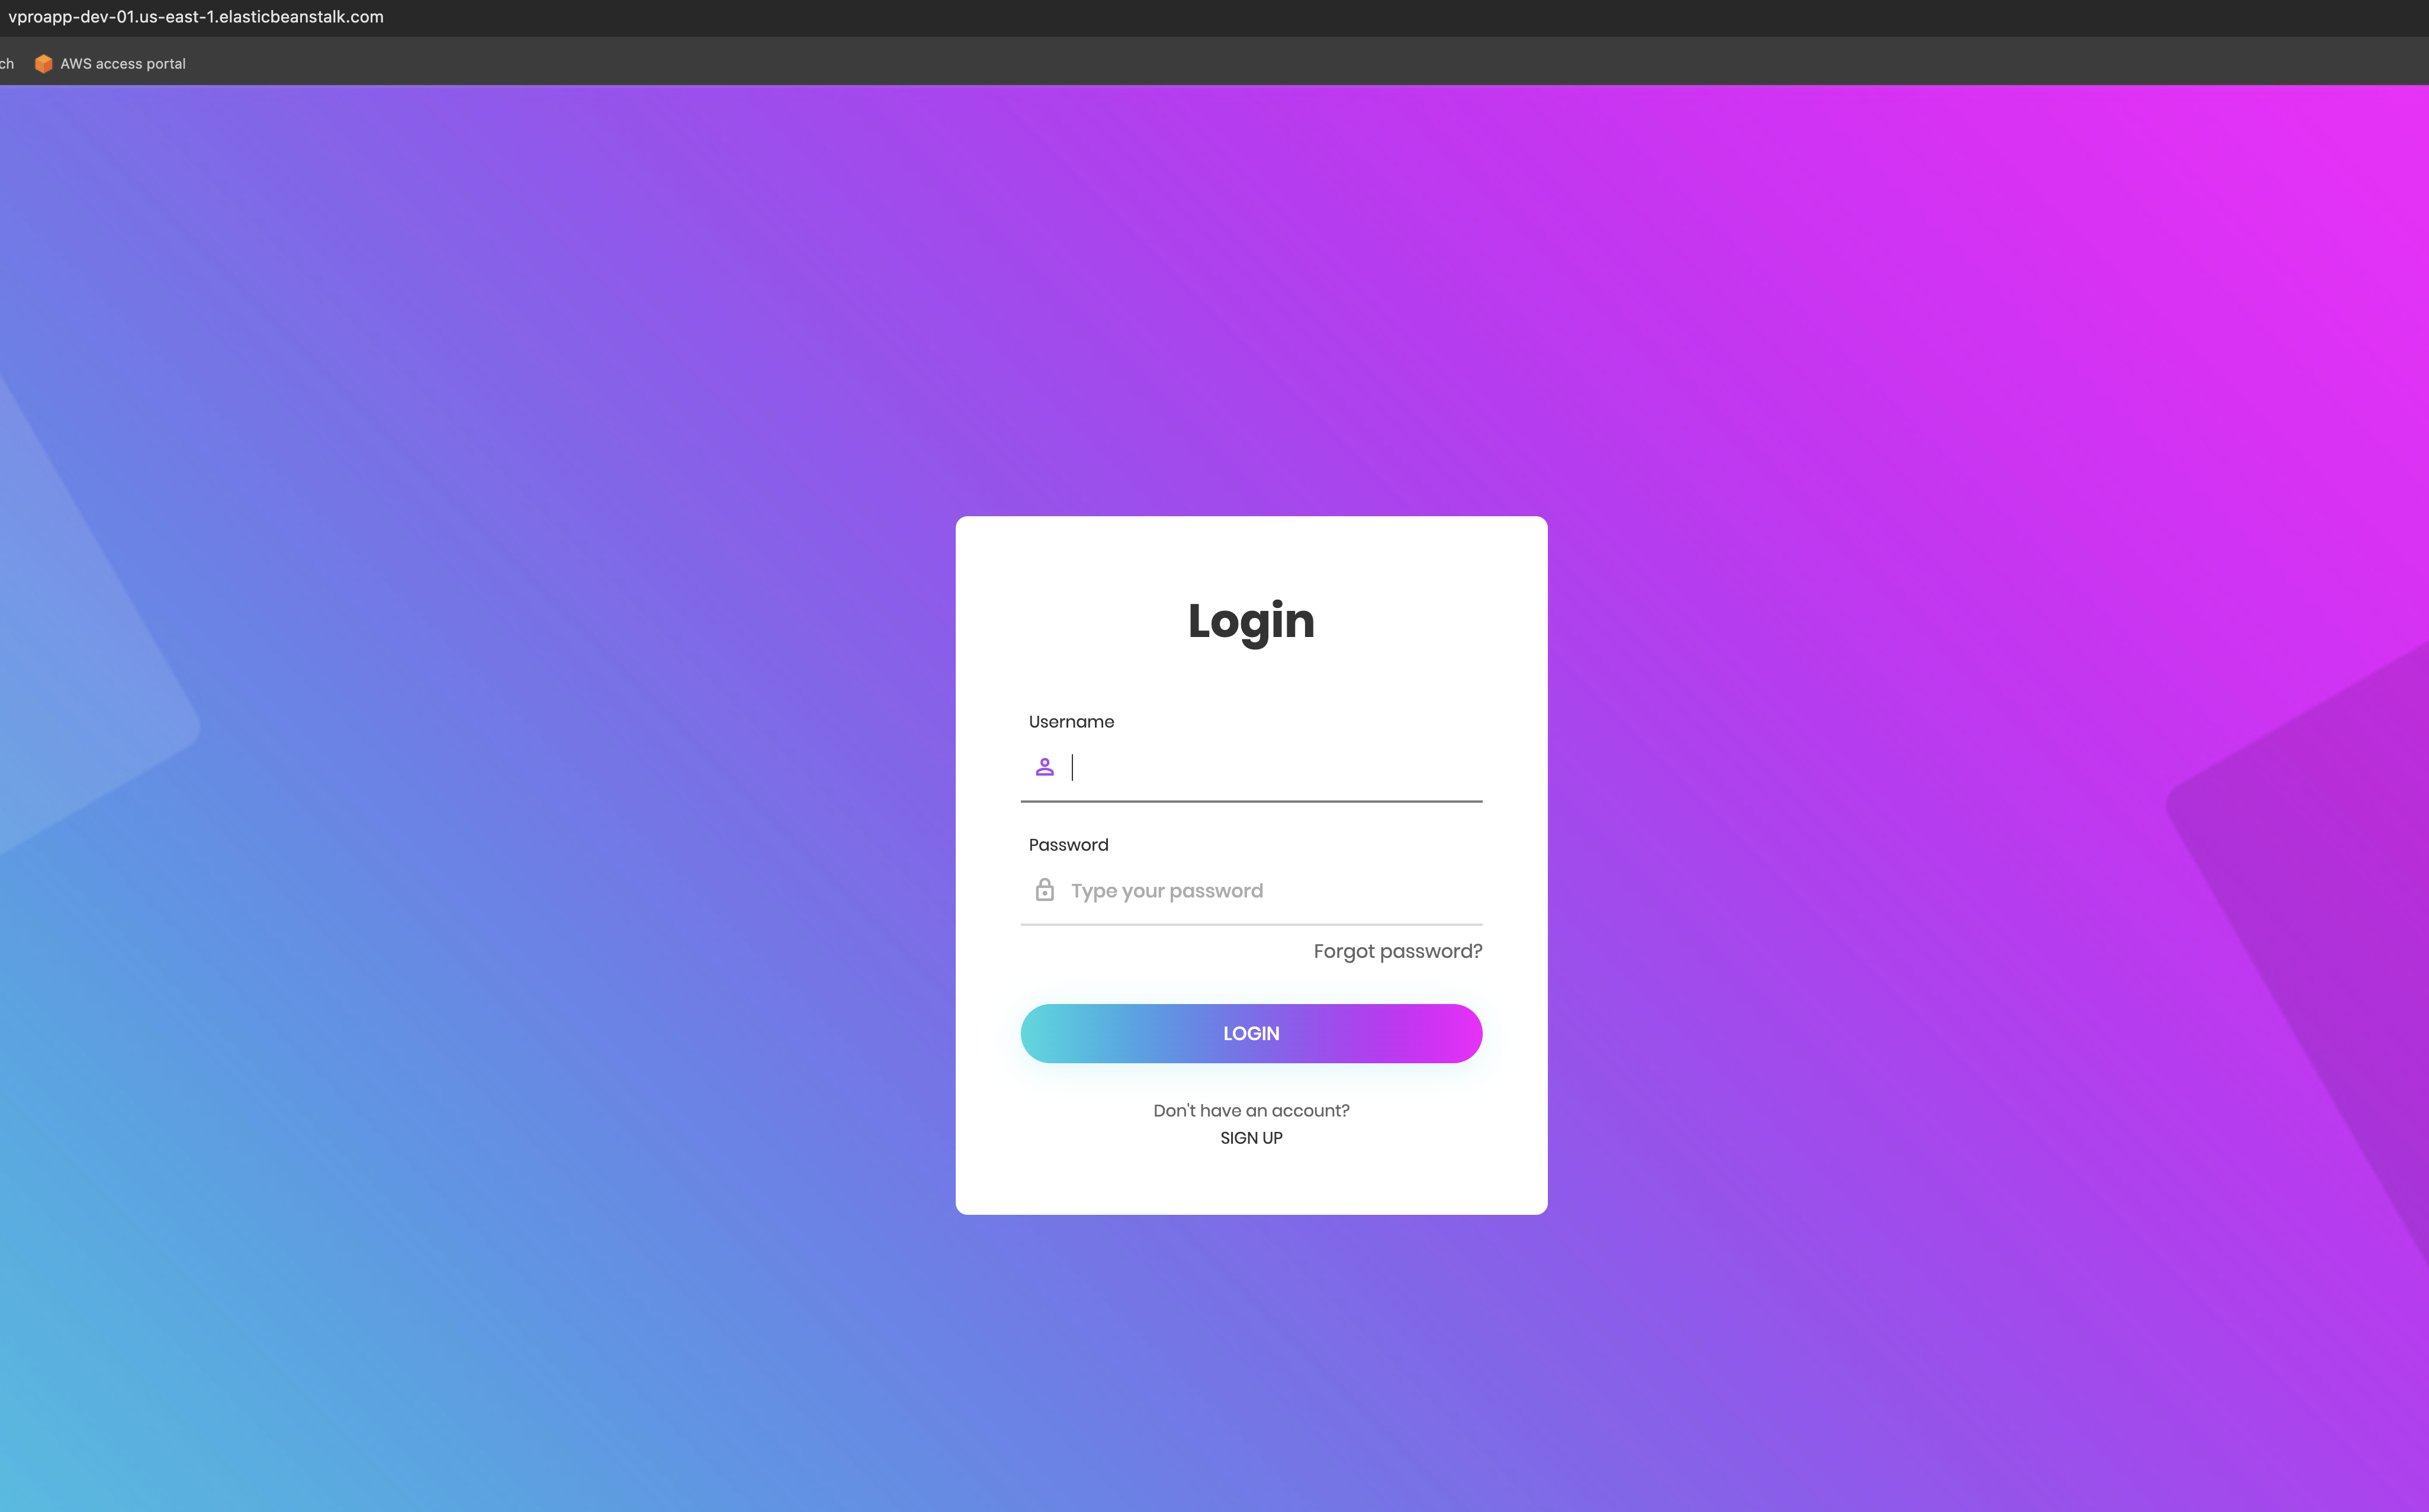 vproapp-dev-01.us-east-1.elasticbeanstalk.com
ch AWS access portal
Login
Username
Password
Type your password
Forgot password?
LOGIN
Don't have an account?
SIGN UP